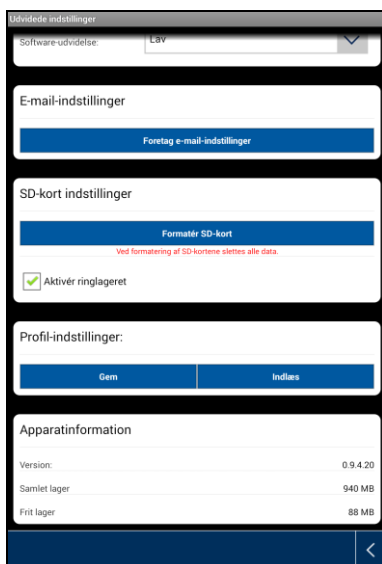 Udvidede indstillinger
Software-udvidelse: Lav
E-mail-indstillinger
Foretag e-mail-indstillinger
SD-kort indstillinger
Formatér SD-kort
Ved formatering af SD-kortene slettes alle data.
Aktivér ringlageret
Profil-indstillinger:
Gem Indlæs
Apparatinformation
Version: 0.9.4.20
Samlet lager 940 MB
Frit lager 88 MB